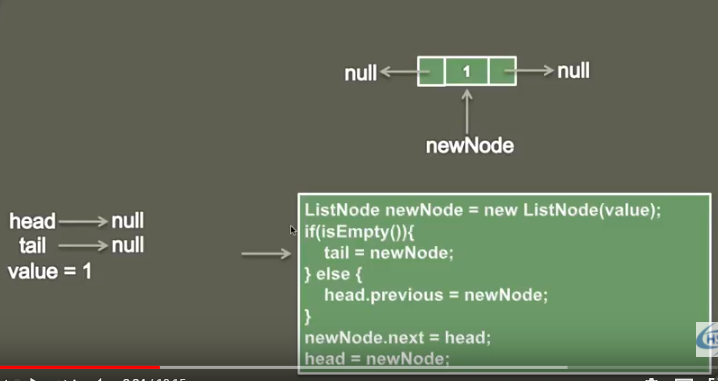 null 1 null
newNode
head null
tail null
value = 1
ListNode newNode = new ListNode(value);
if(isEmpty()){
tail = newNode;
} else {
head.previous = newNode;
}
newNode.next = head;
head = newNode;